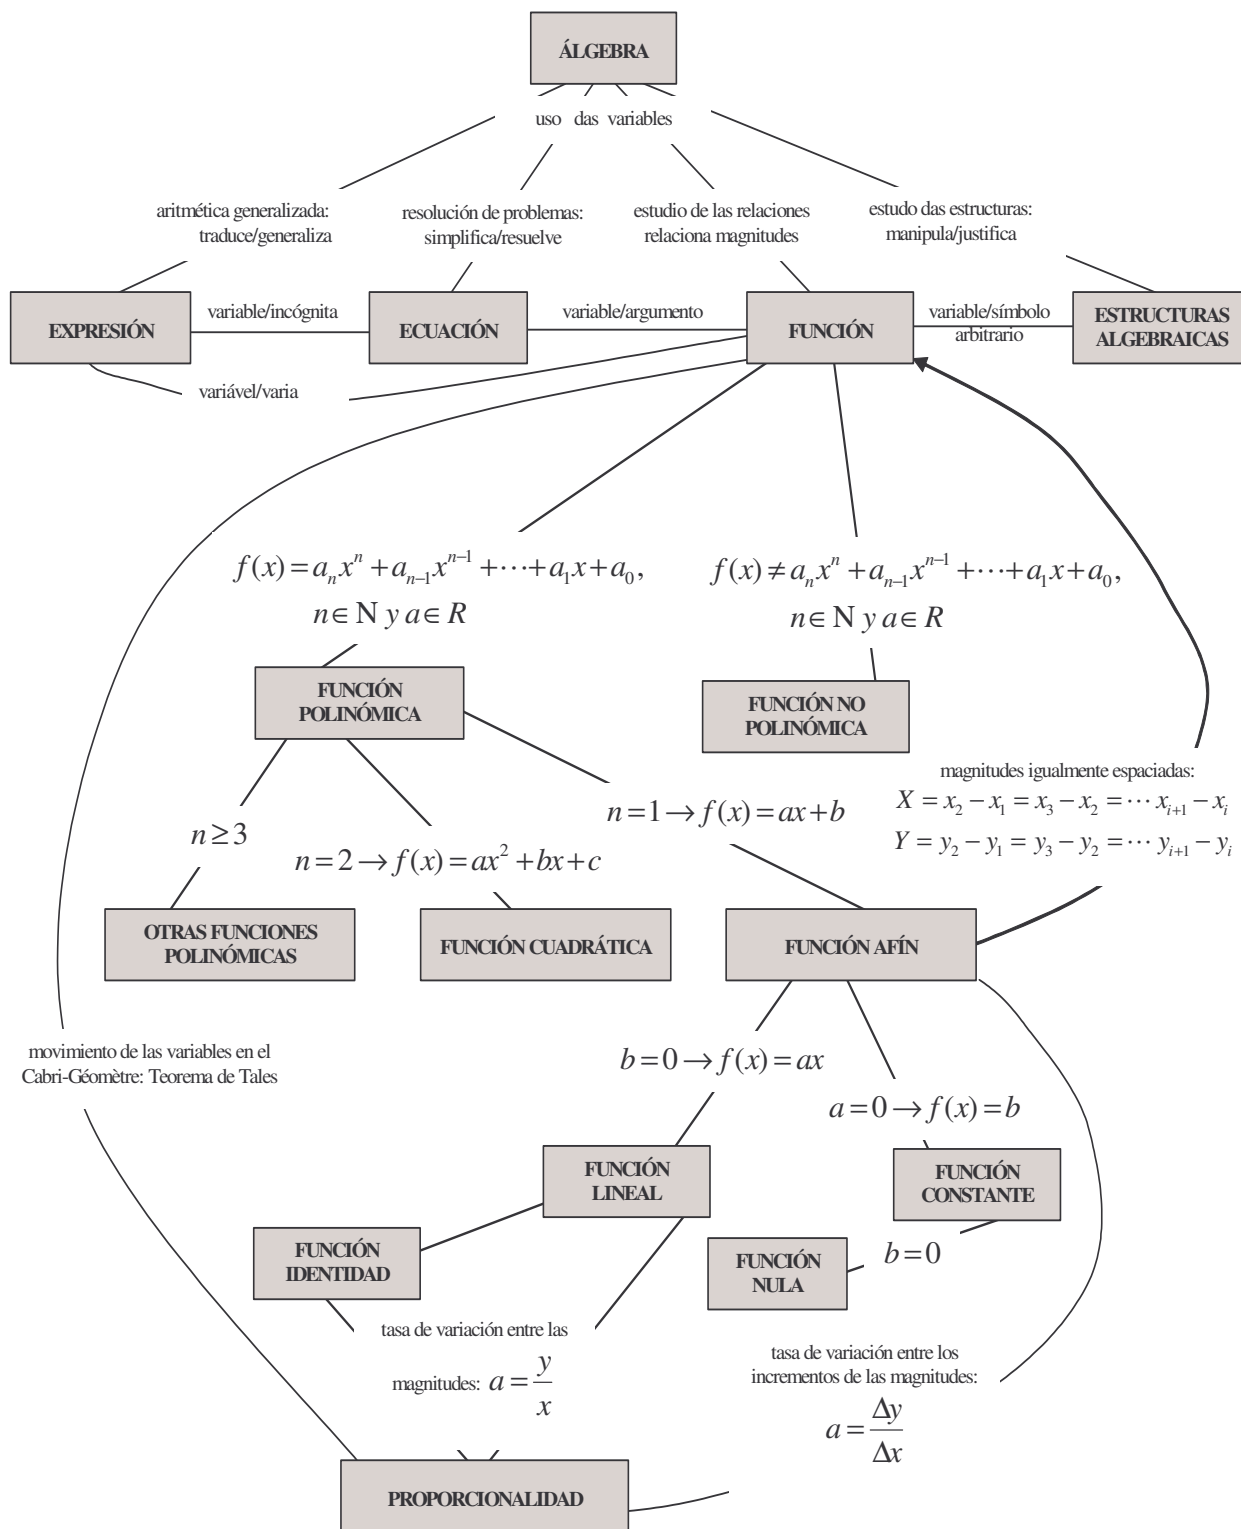 ÁLGEBRA
uso das variables
aritmética generalizada:
traduce/generaliza
resolución de problemas:
simplifica/resuelve
estudio de las relaciones
relaciona magnitudes
estudo das estructuras:
manipula/justifica
EXPRESIÓN
variable/incógnita
ECUACIÓN
variable/argumento
FUNCIÓN
variable/símbolo
arbitrario
ESTRUCTURAS
ALGEBRAICAS
variável/varia
f(x) = aₙxⁿ + aₙ₋₁xⁿ⁻¹ + ⋯ + a₁x + a₀,
n ∈ N y a ∈ R
f(x) ≠ aₙxⁿ + aₙ₋₁xⁿ⁻¹ + ⋯ + a₁x + a₀,
n ∈ N y a ∈ R
FUNCIÓN
POLINÓMICA
FUNCIÓN NO
POLINÓMICA
magnitudes igualmente espaciadas:
X = x₂ − x₁ = x₃ − x₂ = ⋯ xᵢ₊₁ − xᵢ
Y = y₂ − y₁ = y₃ − y₂ = ⋯ yᵢ₊₁ − yᵢ
n ≥ 3
n = 2 → f(x) = ax² + bx + c
n = 1 → f(x) = ax + b
OTRAS FUNCIONES
POLINÓMICAS
FUNCIÓN CUADRÁTICA
FUNCIÓN AFÍN
movimiento de las variables en el
Cabri-Géomètre: Teorema de Tales
b = 0 → f(x) = ax
a = 0 → f(x) = b
FUNCIÓN
LINEAL
FUNCIÓN
CONSTANTE
FUNCIÓN
IDENTIDAD
FUNCIÓN
NULA
b = 0
tasa de variación entre las
magnitudes: a = y/x
tasa de variación entre los
incrementos de las magnitudes:
a = Δy/Δx
PROPORCIONALIDAD